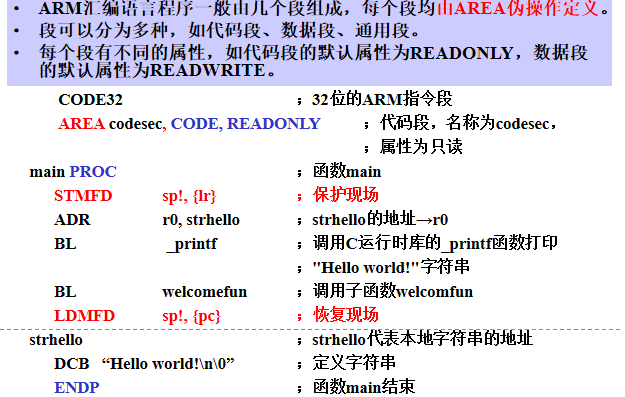 • ARM汇编语言程序一般由几个段组成，每个段均由AREA伪操作定义。
• 段可以分为多种，如代码段、数据段、通用段。
• 每个段有不同的属性，如代码段的默认属性为READONLY，数据段
的默认属性为READWRITE。
CODE32 ；32位的ARM指令段
AREA codesec, CODE, READONLY ；代码段，名称为codesec，
；属性为只读
main PROC ；函数main
STMFD sp!, {lr} ；保护现场
ADR r0, strhello ；strhello的地址→r0
BL _printf ；调用C运行时库的_printf函数打印
；"Hello world!"字符串
BL welcomefun ；调用子函数welcomfun
LDMFD sp!, {pc} ；恢复现场
strhello ；strhello代表本地字符串的地址
DCB “Hello world!\n\0” ；定义字符串
ENDP ；函数main结束